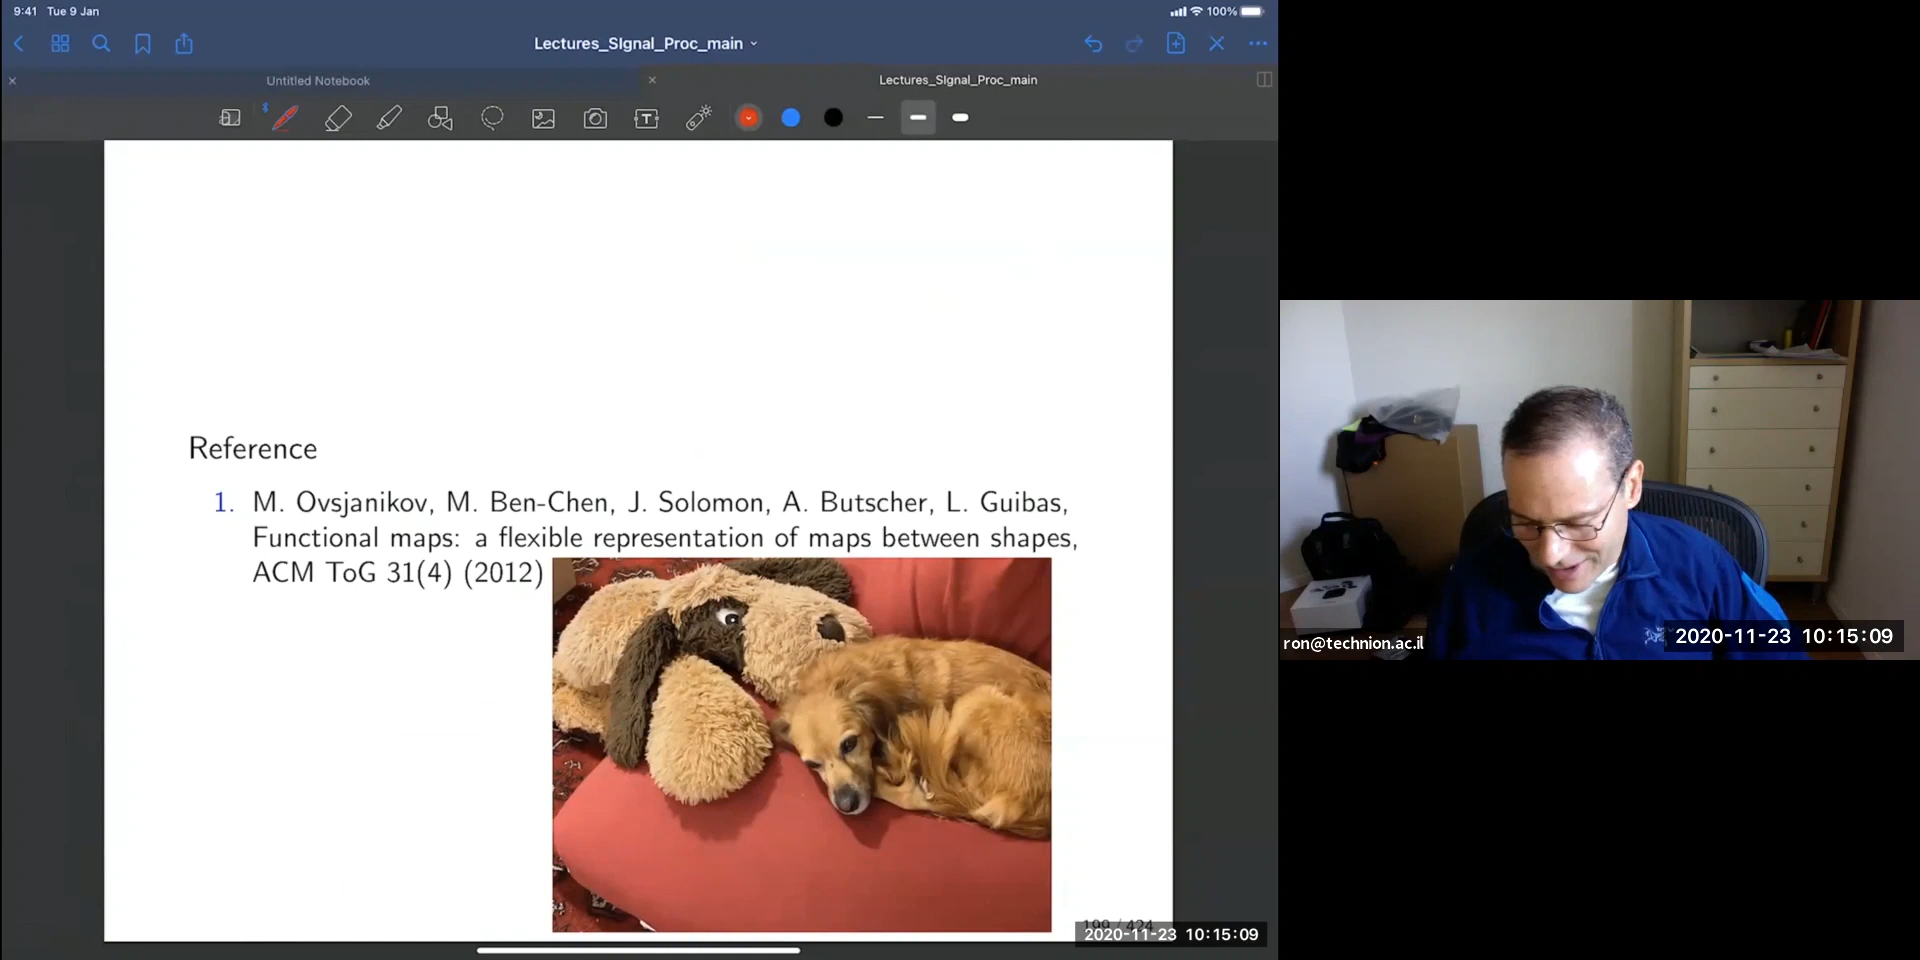 9:41 Tue 9 Jan
100%
Lectures_SIgnal_Proc_main
Untitled Notebook
Lectures_SIgnal_Proc_main
T
Reference
1. M. Ovsjanikov, M. Ben-Chen, J. Solomon, A. Butscher, L. Guibas,
Functional maps: a flexible representation of maps between shapes,
ACM ToG 31(4) (2012)
199 / 424
2020-11-23 10:15:09
ron@technion.ac.il
2020-11-23 10:15:09